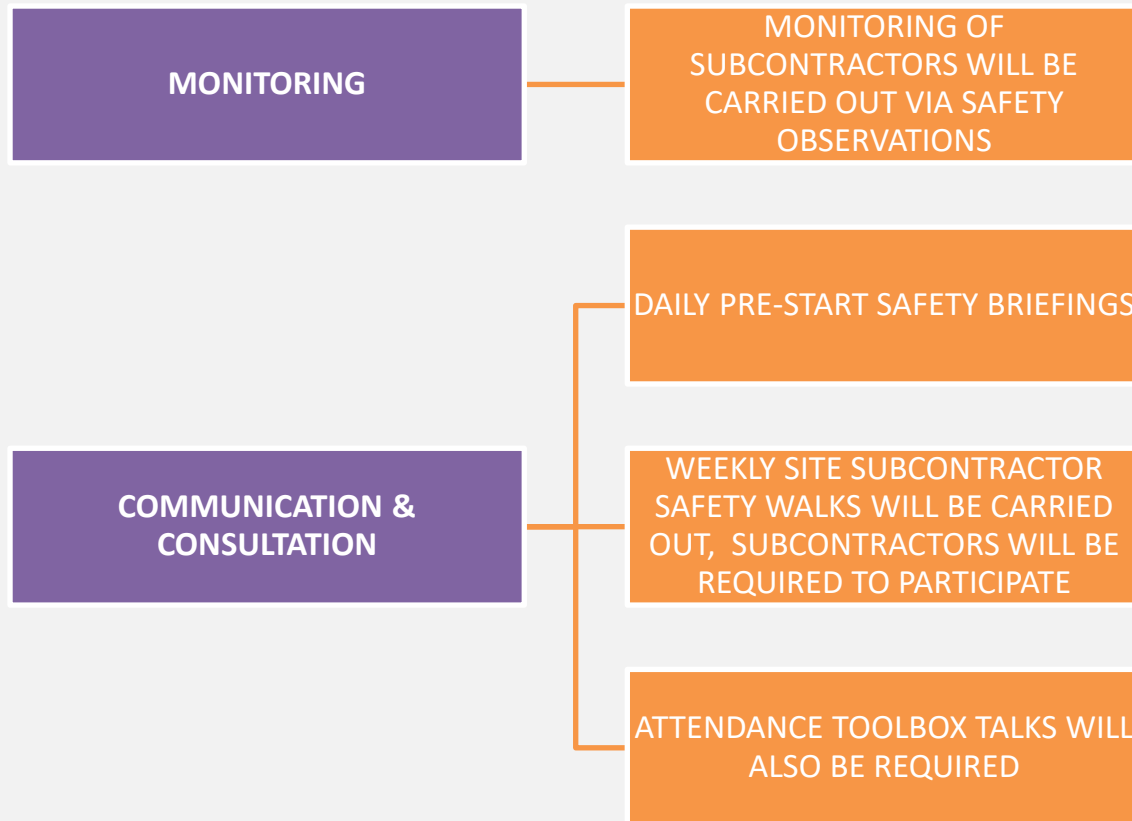 MONITORING
MONITORING OF
SUBCONTRACTORS WILL BE
CARRIED OUT VIA SAFETY
OBSERVATIONS
DAILY PRE-START SAFETY BRIEFINGS
COMMUNICATION &
CONSULTATION
WEEKLY SITE SUBCONTRACTOR
SAFETY WALKS WILL BE CARRIED
OUT,  SUBCONTRACTORS WILL BE
REQUIRED TO PARTICIPATE
ATTENDANCE TOOLBOX TALKS WILL
ALSO BE REQUIRED